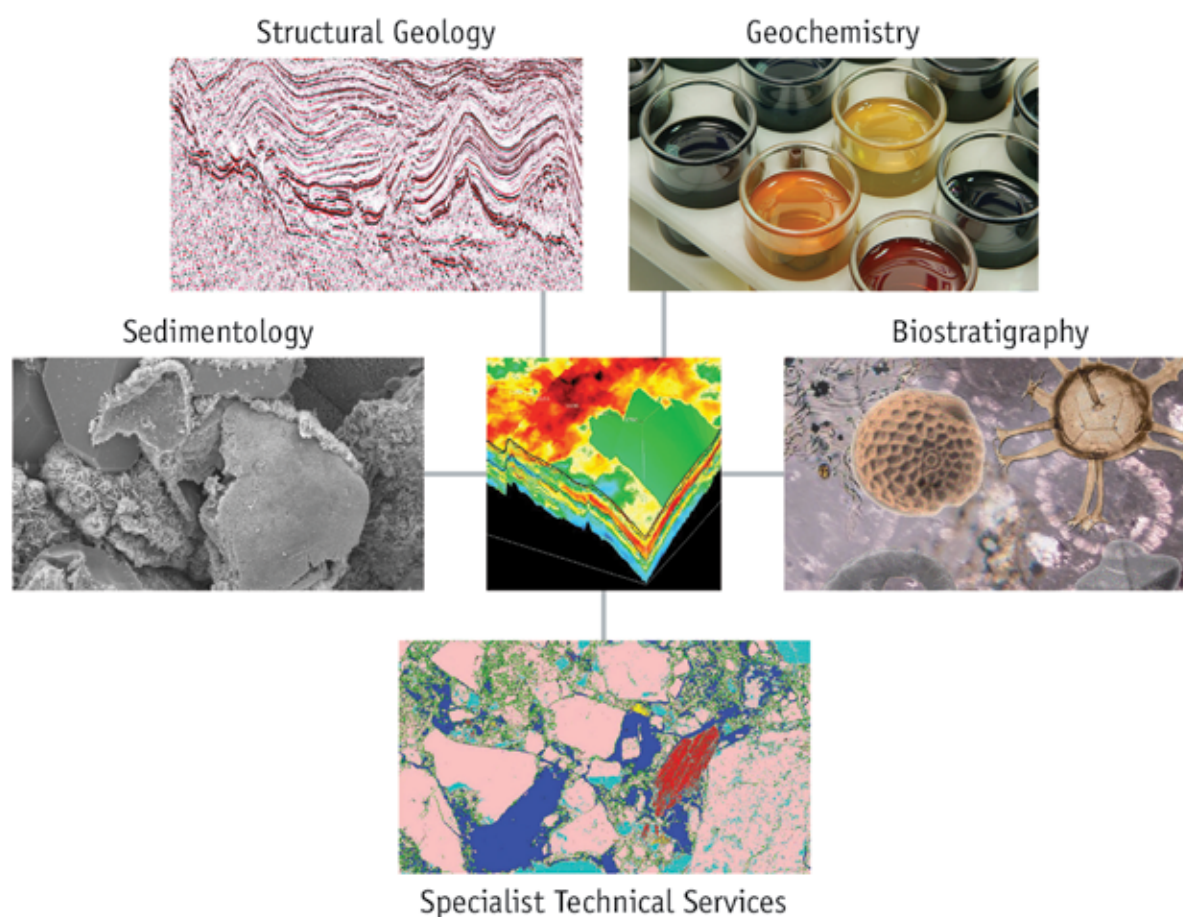 Structural Geology
Geochemistry
Sedimentology
Biostratigraphy
Specialist Technical Services